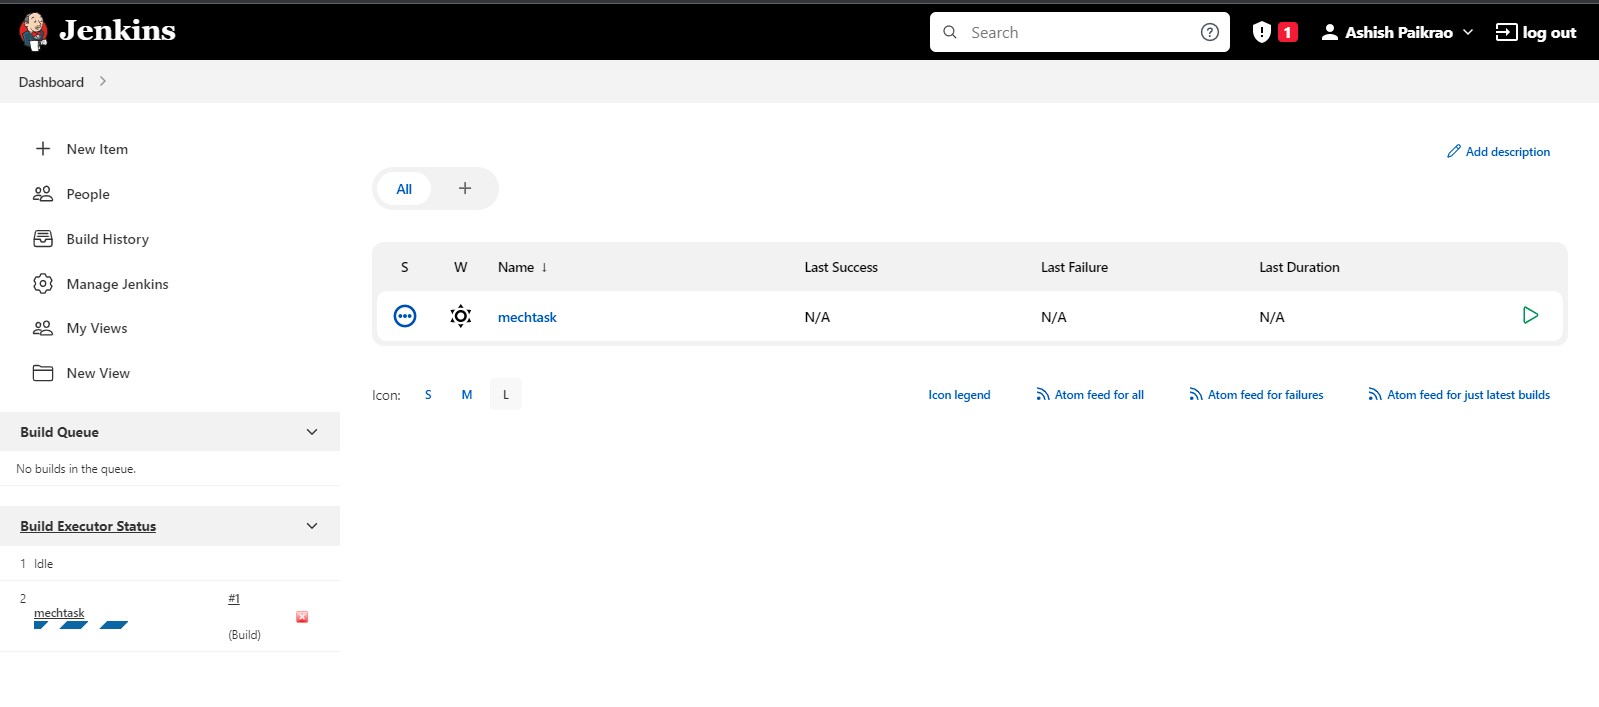 Jenkins
Search
1
Ashish Paikrao
log out
Dashboard
New Item
People
Build History
Manage Jenkins
My Views
New View
Build Queue
No builds in the queue.
Build Executor Status
1 Idle
2 mechtask #1 (Build)
Add description
All
S W Name ↓ Last Success Last Failure Last Duration
mechtask N/A N/A N/A
Icon: S M L
Icon legend Atom feed for all Atom feed for failures Atom feed for just latest builds